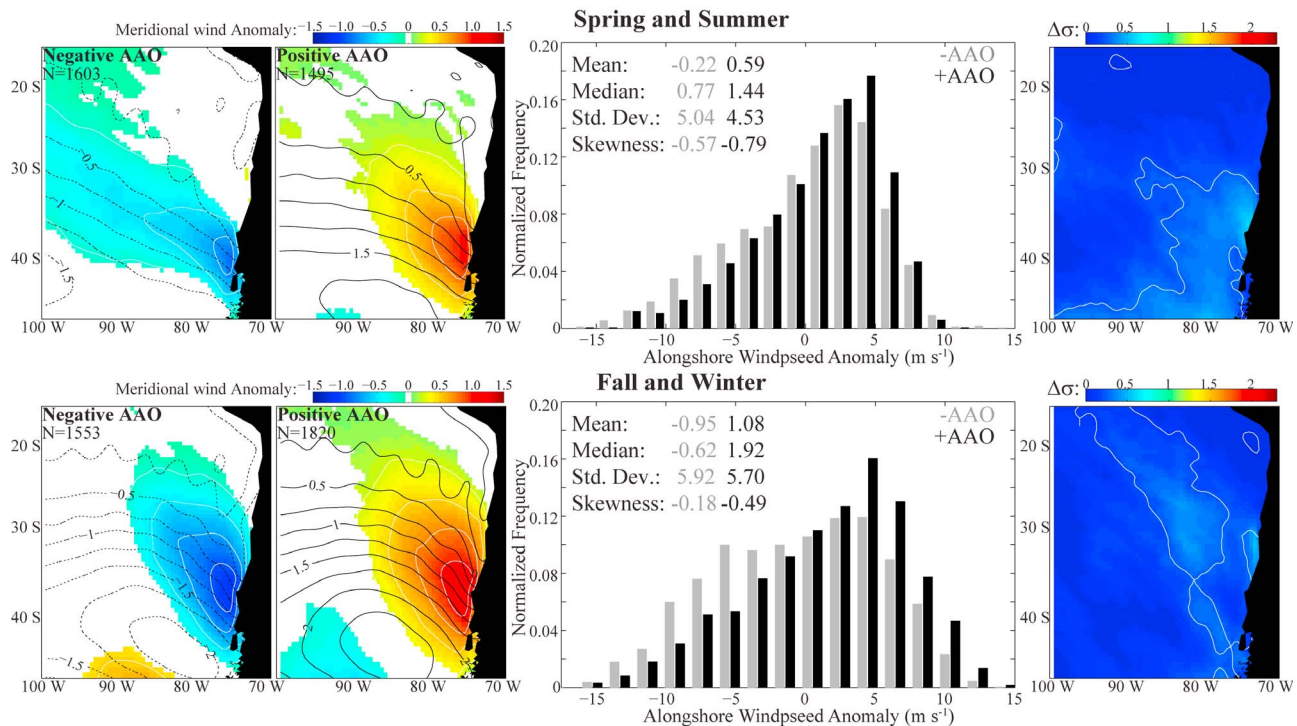 Spring and Summer
Meridional wind Anomaly: −1.5 −1.0 −0.5 0 0.5 1.0 1.5
Negative AAO
N=1603
Positive AAO
N=1495
20 S
30 S
40 S
−0.5
−1
−1.5
0.5
1.5
100 W 90 W 80 W 70 W
90 W 80 W 70 W
Normalized Frequency
0.20
0.16
0.12
0.08
0.04
0
-AAO
+AAO
Mean: -0.22 0.59
Median: 0.77 1.44
Std. Dev.: 5.04 4.53
Skewness: -0.57 -0.79
−15 −10 −5 0 5 10 15
Alongshore Windpseed Anomaly (m s⁻¹)
Δσ: 0 0.5 1 1.5 2
20 S
30 S
40 S
100 W 90 W 80 W 70 W
Fall and Winter
Meridional wind Anomaly: −1.5 −1.0 −0.5 0 0.5 1.0 1.5
Negative AAO
N=1553
Positive AAO
N=1820
20 S
30 S
40 S
−0.5
−1
−1.5
−1.5
−2
0.5
1
1.5
2
100 W 90 W 80 W 70 W
90 W 80 W 70 W
Normalized Frequency
0.20
0.16
0.12
0.08
0.04
0
-AAO
+AAO
Mean: -0.95 1.08
Median: -0.62 1.92
Std. Dev.: 5.92 5.70
Skewness: -0.18 -0.49
−15 −10 −5 0 5 10 15
Alongshore Windpseed Anomaly (m s⁻¹)
Δσ: 0 0.5 1 1.5 2
20 S
30 S
40 S
100 W 90 W 80 W 70 W